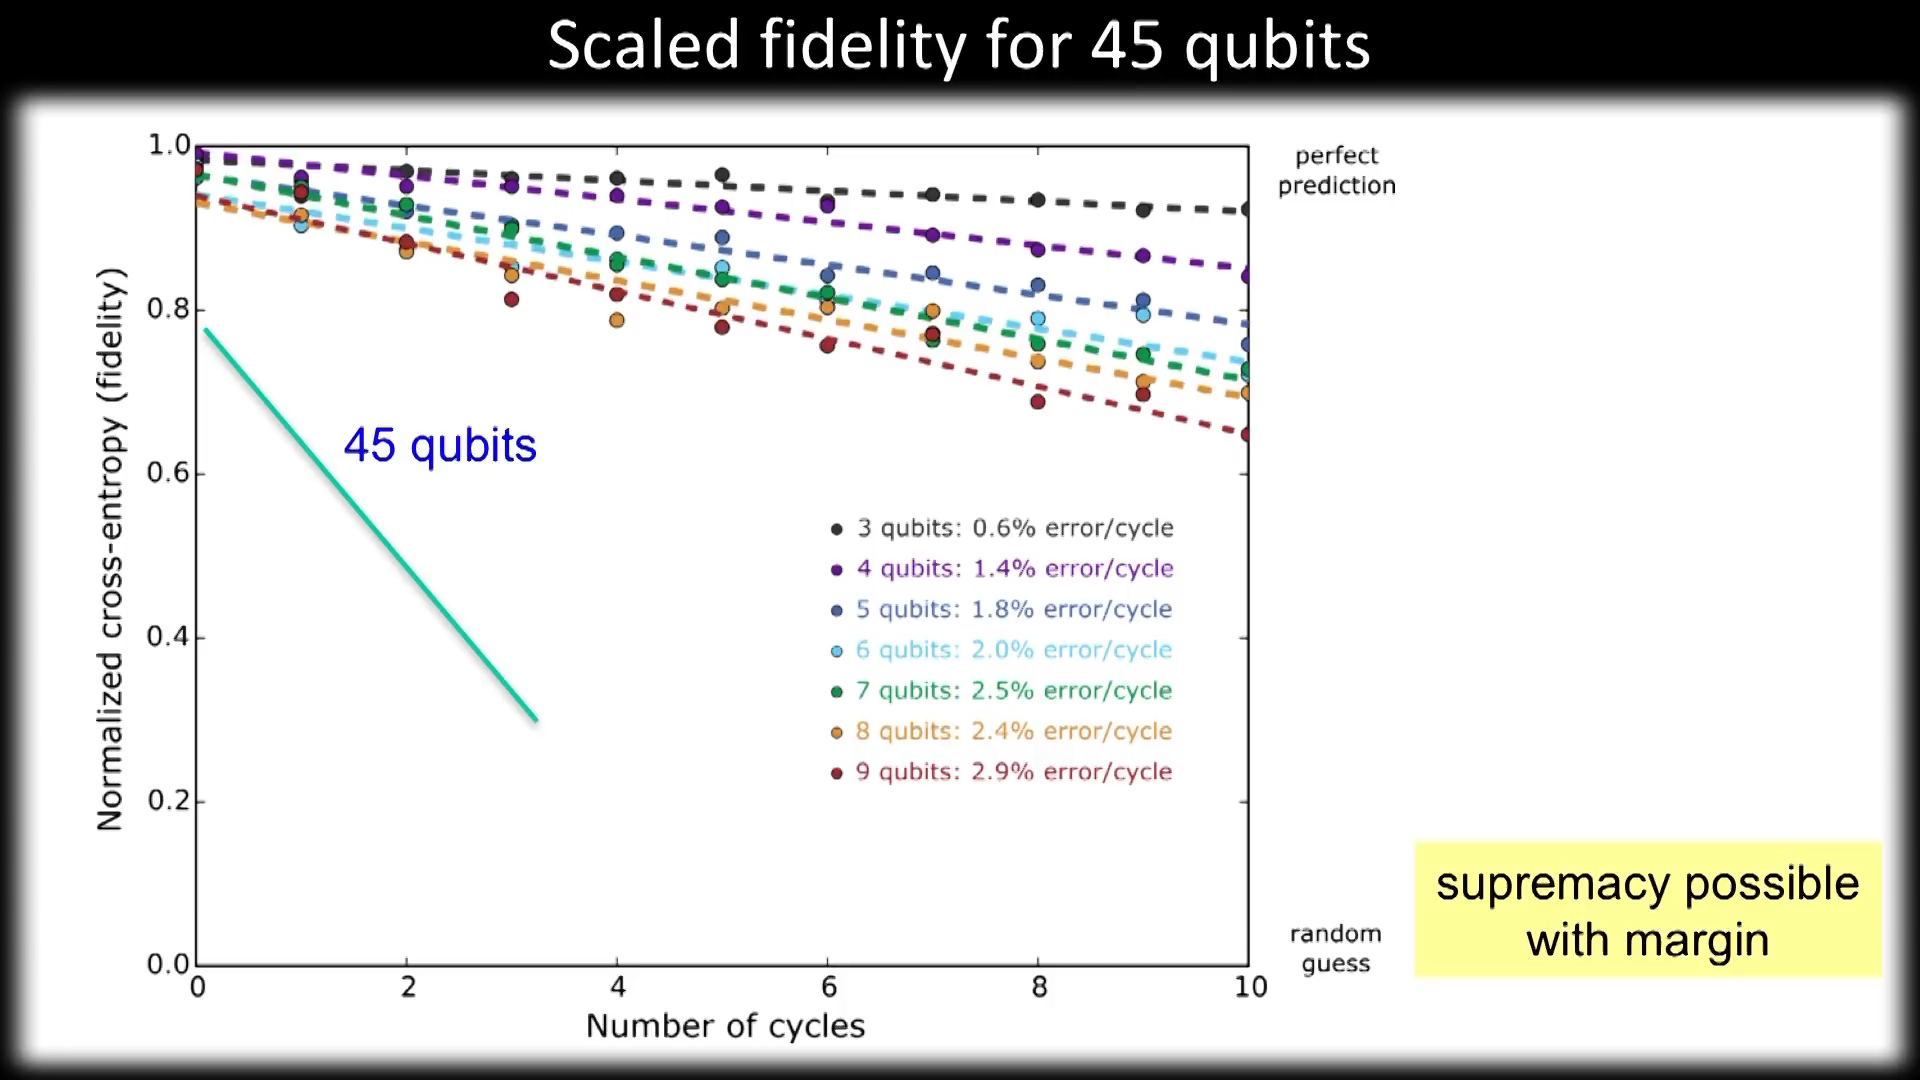 Scaled fidelity for 45 qubits
1.0
0.8
0.6
0.4
0.2
0.0
Normalized cross-entropy (fidelity)
perfect
prediction
45 qubits
3 qubits: 0.6% error/cycle
4 qubits: 1.4% error/cycle
5 qubits: 1.8% error/cycle
6 qubits: 2.0% error/cycle
7 qubits: 2.5% error/cycle
8 qubits: 2.4% error/cycle
9 qubits: 2.9% error/cycle
random
guess
supremacy possible
with margin
0 2 4 6 8 10
Number of cycles